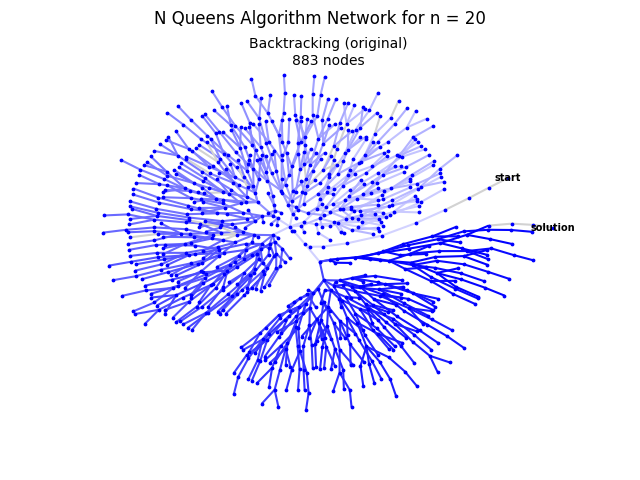 N Queens Algorithm Network for n = 20
Backtracking (original)
883 nodes
start
solution